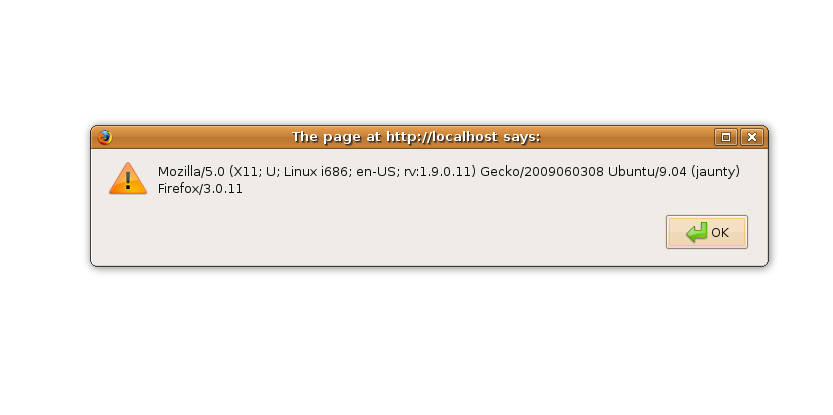 The page at http://localhost says:
Mozilla/5.0 (X11; U; Linux i686; en-US; rv:1.9.0.11) Gecko/2009060308 Ubuntu/9.04 (jaunty)
Firefox/3.0.11
OK